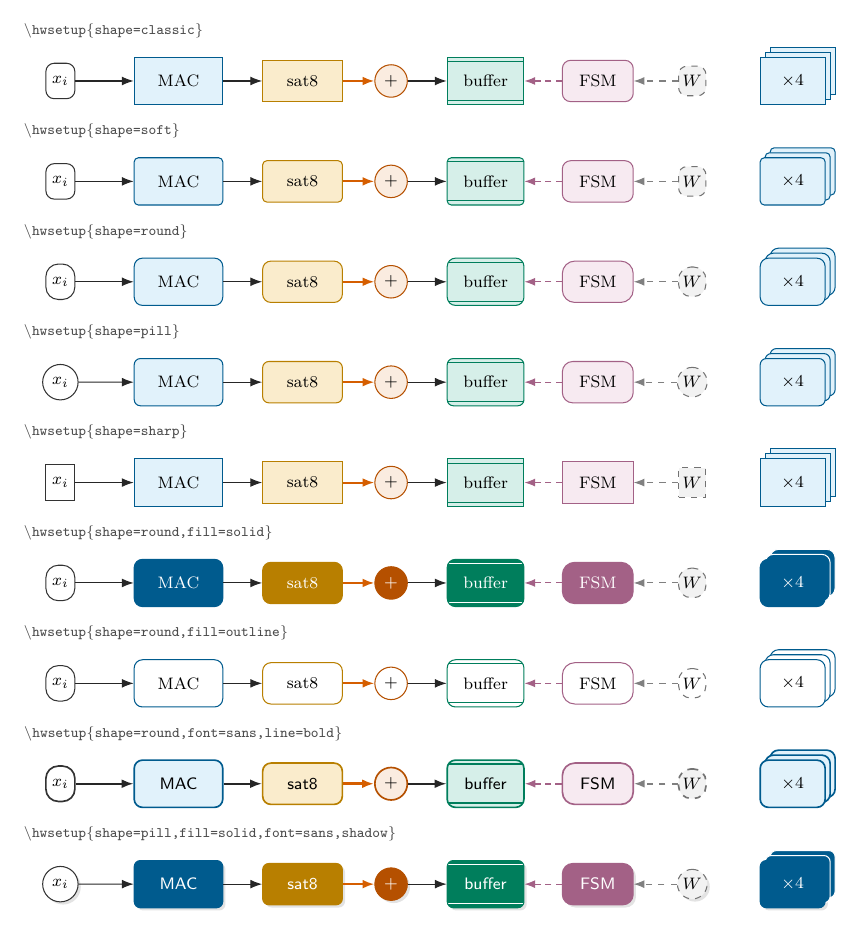 \hwsetup{shape=classic}
x_i MAC sat8 + buffer FSM W ×4
\hwsetup{shape=soft}
x_i MAC sat8 + buffer FSM W ×4
\hwsetup{shape=round}
x_i MAC sat8 + buffer FSM W ×4
\hwsetup{shape=pill}
x_i MAC sat8 + buffer FSM W ×4
\hwsetup{shape=sharp}
x_i MAC sat8 + buffer FSM W ×4
\hwsetup{shape=round,fill=solid}
x_i MAC sat8 + buffer FSM W ×4
\hwsetup{shape=round,fill=outline}
x_i MAC sat8 + buffer FSM W ×4
\hwsetup{shape=round,font=sans,line=bold}
x_i MAC sat8 + buffer FSM W ×4
\hwsetup{shape=pill,fill=solid,font=sans,shadow}
x_i MAC sat8 + buffer FSM W ×4